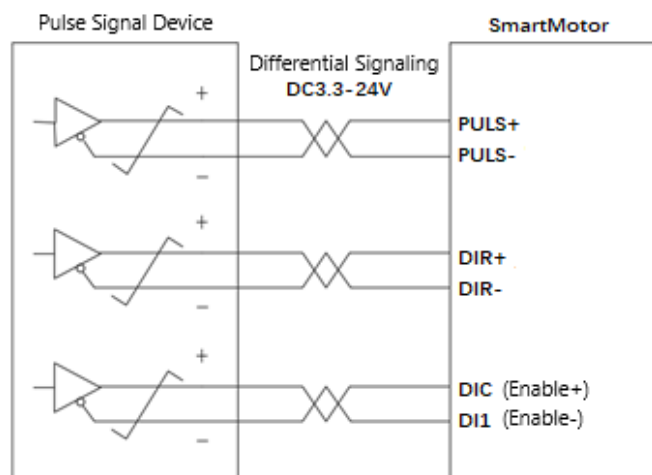 Pulse Signal Device
SmartMotor
Differential Signaling
DC3.3-24V
+
PULS+
PULS-
−
+
DIR+
DIR-
−
+
DIC (Enable+)
DI1 (Enable-)
−